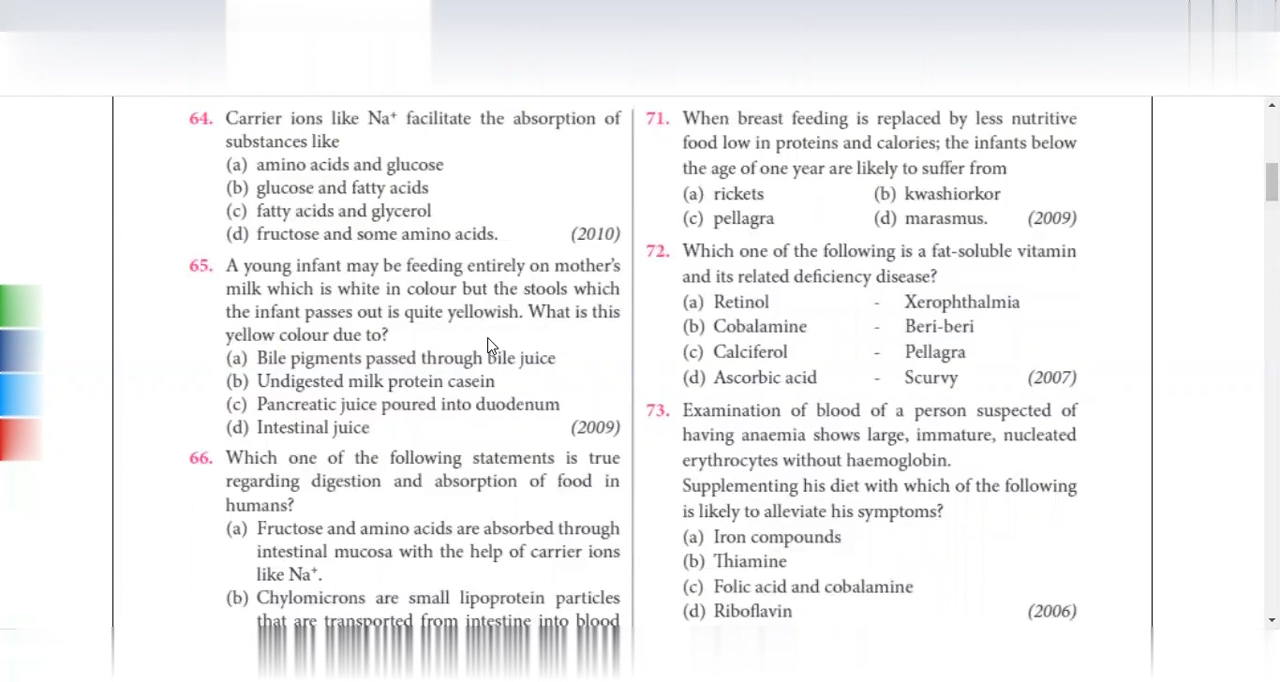 64. Carrier ions like Na⁺ facilitate the absorption of
substances like
(a) amino acids and glucose
(b) glucose and fatty acids
(c) fatty acids and glycerol
(d) fructose and some amino acids. (2010)
65. A young infant may be feeding entirely on mother's
milk which is white in colour but the stools which
the infant passes out is quite yellowish. What is this
yellow colour due to?
(a) Bile pigments passed through bile juice
(b) Undigested milk protein casein
(c) Pancreatic juice poured into duodenum
(d) Intestinal juice (2009)
66. Which one of the following statements is true
regarding digestion and absorption of food in
humans?
(a) Fructose and amino acids are absorbed through
intestinal mucosa with the help of carrier ions
like Na⁺.
(b) Chylomicrons are small lipoprotein particles
that are transported from intestine into blood
71. When breast feeding is replaced by less nutritive
food low in proteins and calories; the infants below
the age of one year are likely to suffer from
(a) rickets (b) kwashiorkor
(c) pellagra (d) marasmus. (2009)
72. Which one of the following is a fat-soluble vitamin
and its related deficiency disease?
(a) Retinol - Xerophthalmia
(b) Cobalamine - Beri-beri
(c) Calciferol - Pellagra
(d) Ascorbic acid - Scurvy (2007)
73. Examination of blood of a person suspected of
having anaemia shows large, immature, nucleated
erythrocytes without haemoglobin.
Supplementing his diet with which of the following
is likely to alleviate his symptoms?
(a) Iron compounds
(b) Thiamine
(c) Folic acid and cobalamine
(d) Riboflavin (2006)